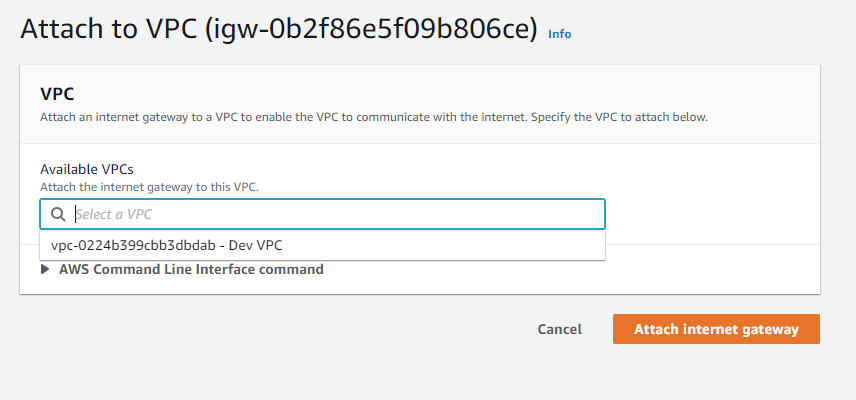 Attach to VPC (igw-0b2f86e5f09b806ce) Info
VPC
Attach an internet gateway to a VPC to enable the VPC to communicate with the internet. Specify the VPC to attach below.
Available VPCs
Attach the internet gateway to this VPC.
Select a VPC
vpc-0224b399cbb3dbdab - Dev VPC
AWS Command Line Interface command
Cancel Attach internet gateway